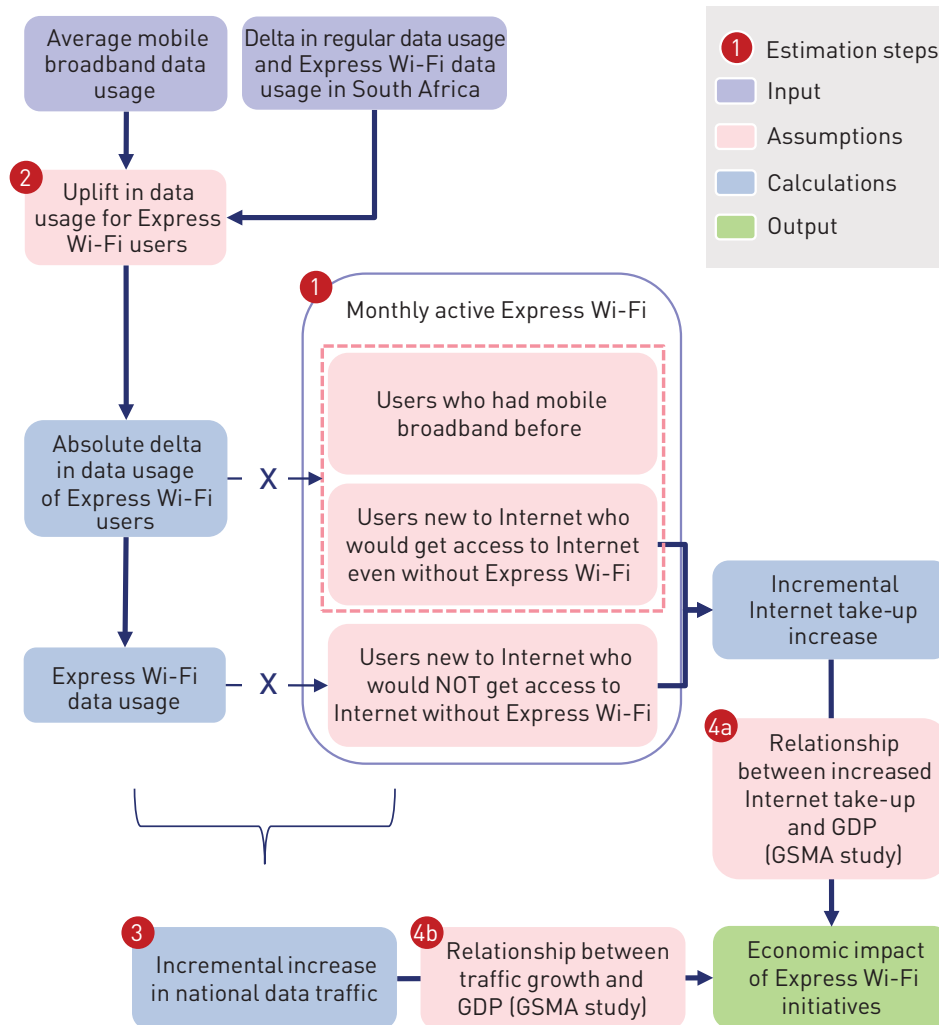 Average mobile
broadband data
usage
Delta in regular data usage
and Express Wi-Fi data
usage in South Africa
1 Estimation steps
Input
Assumptions
Calculations
Output
2
Uplift in data
usage for Express
Wi-Fi users
1
Monthly active Express Wi-Fi
Users who had mobile
broadband before
Absolute delta
in data usage
of Express Wi-Fi
users
X
Users new to Internet who
would get access to Internet
even without Express Wi-Fi
Incremental
Internet take-up
increase
Express Wi-Fi
data usage
X
Users new to Internet who
would NOT get access to
Internet without Express Wi-Fi
4a
Relationship
between increased
Internet take-up
and GDP
(GSMA study)
3
Incremental increase
in national data traffic
4b
Relationship between
traffic growth and
GDP (GSMA study)
Economic impact
of Express Wi-Fi
initiatives